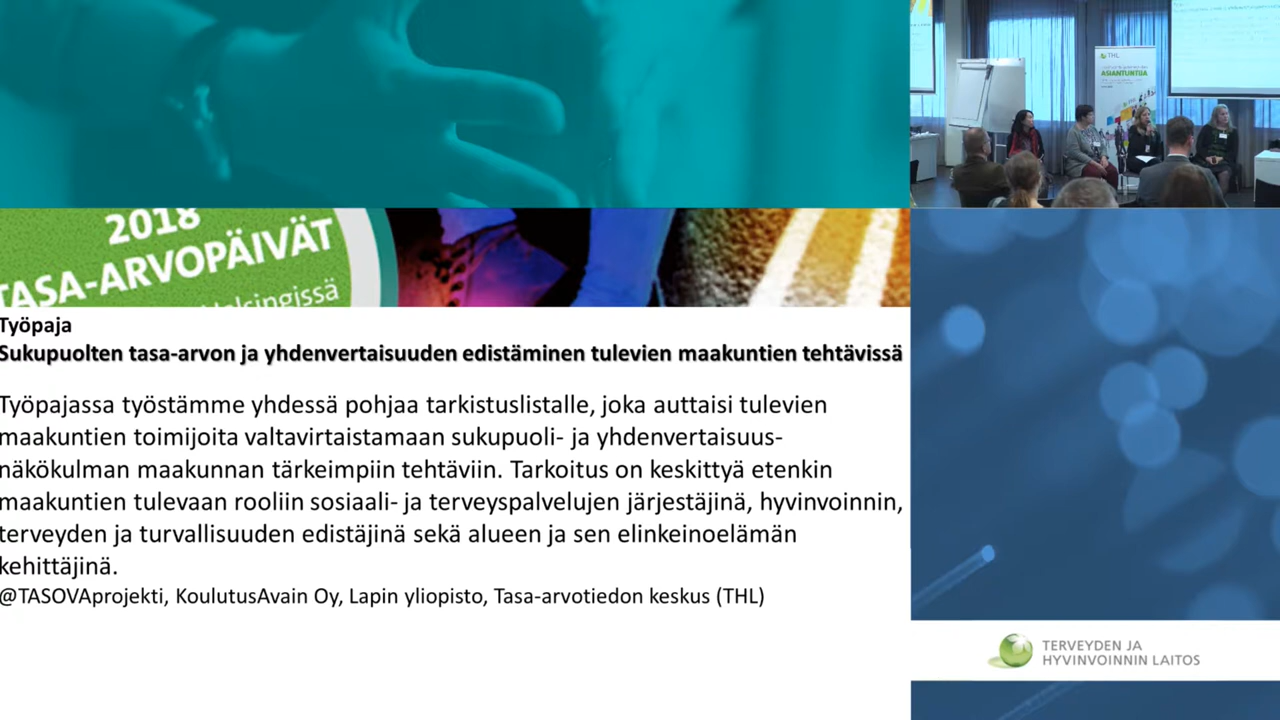 THL
ASIANTUNTIJA
2018
TASA-ARVOPÄIVÄT
Helsingissä
Työpaja
Sukupuolten tasa-arvon ja yhdenvertaisuuden edistäminen tulevien maakuntien tehtävissä
Työpajassa työstämme yhdessä pohjaa tarkistuslistalle, joka auttaisi tulevien
maakuntien toimijoita valtavirtaistamaan sukupuoli- ja yhdenvertaisuus-
näkökulman maakunnan tärkeimpiin tehtäviin. Tarkoitus on keskittyä etenkin
maakuntien tulevaan rooliin sosiaali- ja terveyspalvelujen järjestäjinä, hyvinvoinnin,
terveyden ja turvallisuuden edistäjinä sekä alueen ja sen elinkeinoelämän
kehittäjinä.
@TASOVAprojekti, KoulutusAvain Oy, Lapin yliopisto, Tasa-arvotiedon keskus (THL)
TERVEYDEN JA
HYVINVOINNIN LAITOS